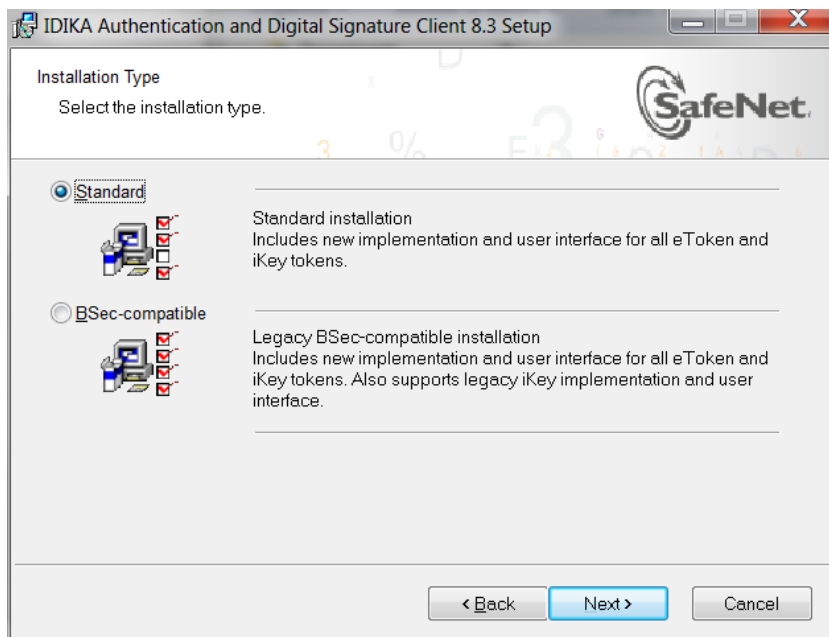 IDIKA Authentication and Digital Signature Client 8.3 Setup
Installation Type
Select the installation type.
SafeNet
Standard
Standard installation
Includes new implementation and user interface for all eToken and
iKey tokens.
BSec-compatible
Legacy BSec-compatible installation
Includes new implementation and user interface for all eToken and
iKey tokens. Also supports legacy iKey implementation and user
interface.
< Back
Next >
Cancel